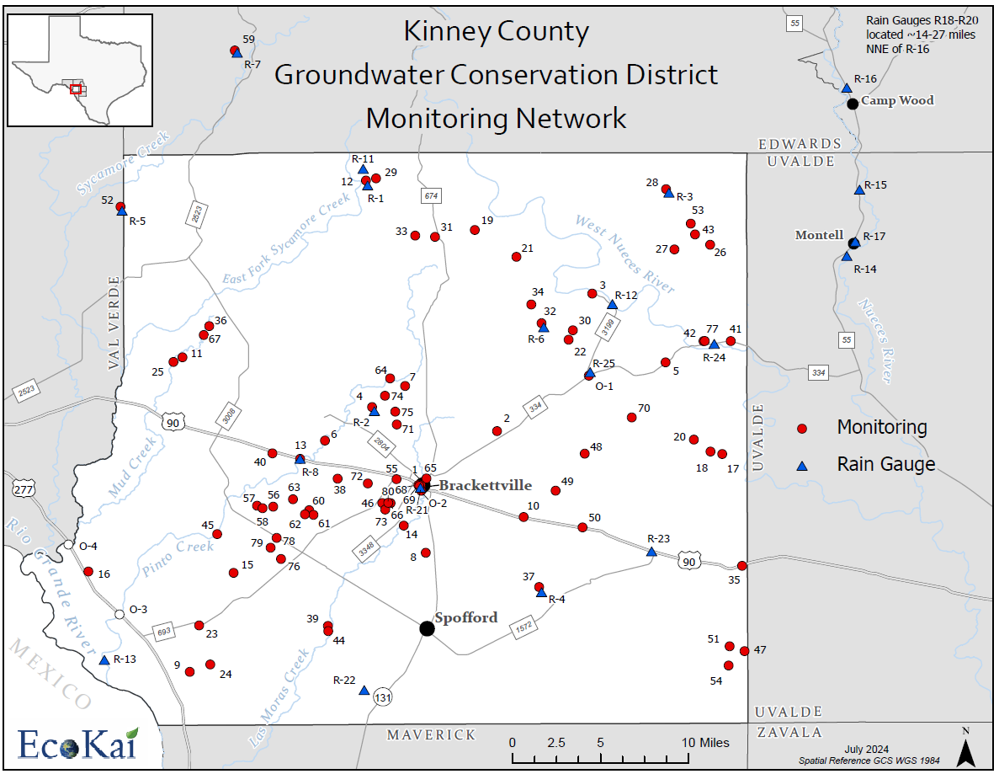 Kinney County
Groundwater Conservation District
Monitoring Network
Rain Gauges R18-R20
located ~14-27 miles
NNE of R-16
55
59
R-7
R-16
Camp Wood
EDWARDS
UVALDE
Sycamore Creek
R-11
12
29
R-1
28
R-3
R-15
52
R-5
2523
674
East Fork Sycamore Creek
33
31
19
21
West Nueces River
53
43
27
26
Montell
R-17
R-14
VAL VERDE
34
3
R-12
32
R-6
30
22
3199
36
67
11
25
42
77
41
R-24
5
55
Nueces River
334
R-25
O-1
2523
90
3008
64
7
4
74
R-2
75
71
2
334
70
UVALDE
Monitoring
Rain Gauge
6
2804
13
R-8
40
48
20
18
17
Mud Creek
277
38
72
55
1
65
Brackettville
80
68
46
69
R-21
O-2
66
73
14
49
10
50
57
56
63
60
58
62
61
45
Pinto Creek
79
78
76
15
3348
8
R-23
90
35
Rio Grande River
O-4
16
O-3
37
R-4
693
23
39
44
Spofford
1572
MEXICO
R-13
9
24
R-22
131
Las Moras Creek
51
47
54
EcoKai
MAVERICK
UVALDE
ZAVALA
0 2.5 5 10 Miles
N
July 2024
Spatial Reference GCS WGS 1984